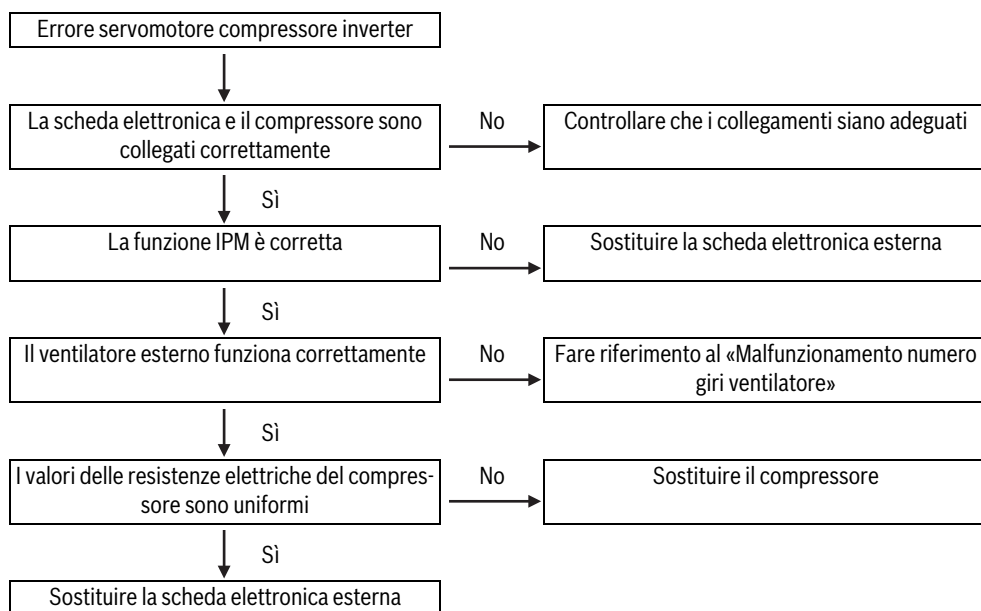 Errore servomotore compressore inverter
La scheda elettronica e il compressore sono
collegati correttamente
No
Controllare che i collegamenti siano adeguati
Sì
La funzione IPM è corretta
No
Sostituire la scheda elettronica esterna
Sì
Il ventilatore esterno funziona correttamente
No
Fare riferimento al «Malfunzionamento numero
giri ventilatore»
Sì
I valori delle resistenze elettriche del compres-
sore sono uniformi
No
Sostituire il compressore
Sì
Sostituire la scheda elettronica esterna